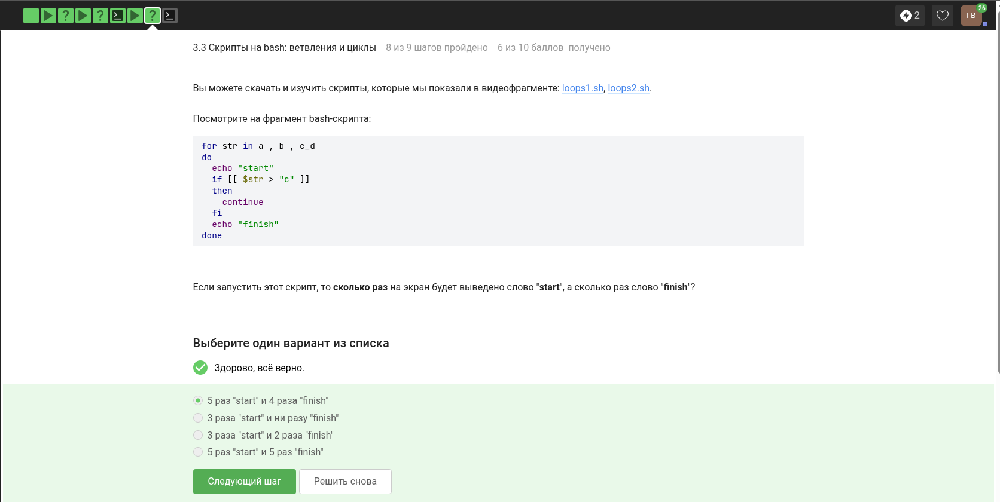 2
26
ГВ
3.3 Скрипты на bash: ветвления и циклы 8 из 9 шагов пройдено 6 из 10 баллов получено
Вы можете скачать и изучить скрипты, которые мы показали в видеофрагменте: loops1.sh, loops2.sh.
Посмотрите на фрагмент bash-скрипта:
for str in a , b , c_d
do
  echo "start"
  if [[ $str > "c" ]]
  then
    continue
  fi
  echo "finish"
done
Если запустить этот скрипт, то сколько раз на экран будет выведено слово "start", а сколько раз слово "finish"?
Выберите один вариант из списка
Здорово, всё верно.
5 раз "start" и 4 раза "finish"
3 раза "start" и ни разу "finish"
3 раза "start" и 2 раза "finish"
5 раз "start" и 5 раз "finish"
Следующий шаг Решить снова